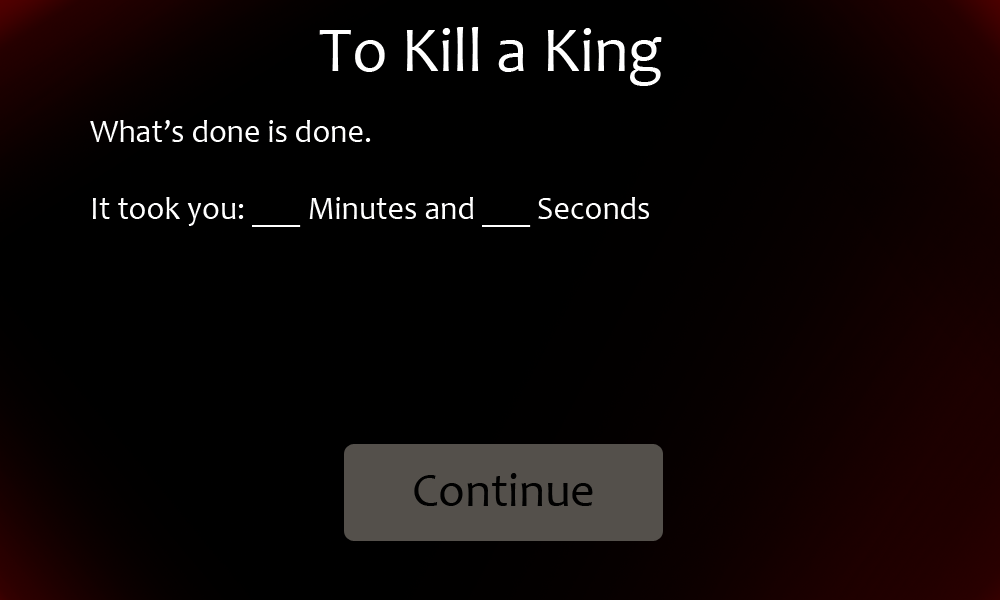 To Kill a King
What’s done is done.
It took you: ___ Minutes and ___ Seconds
Continue